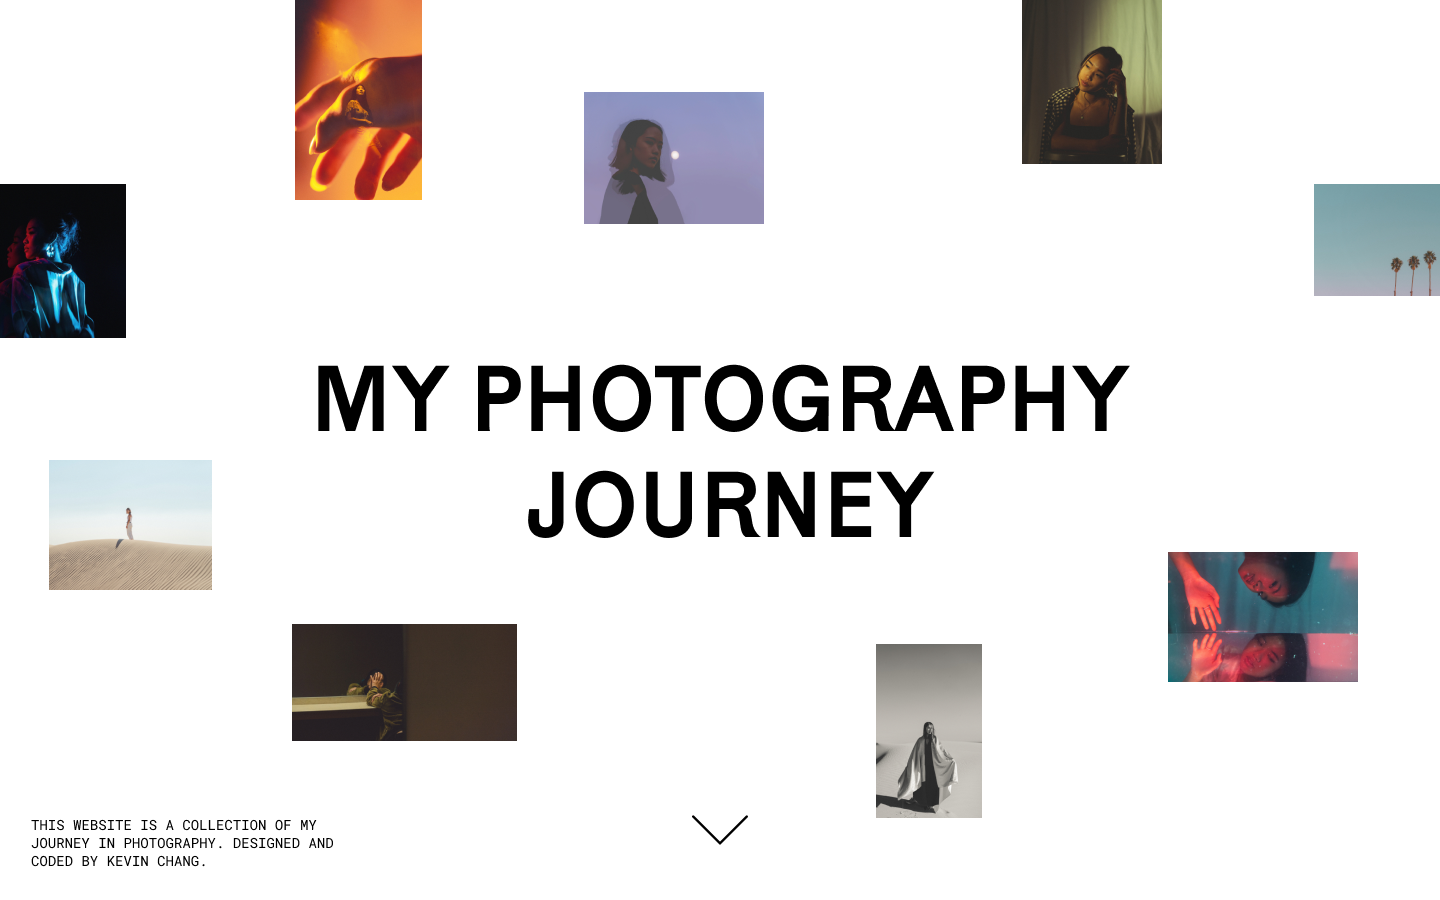 MY PHOTOGRAPHY
JOURNEY
THIS WEBSITE IS A COLLECTION OF MY
JOURNEY IN PHOTOGRAPHY. DESIGNED AND
CODED BY KEVIN CHANG.